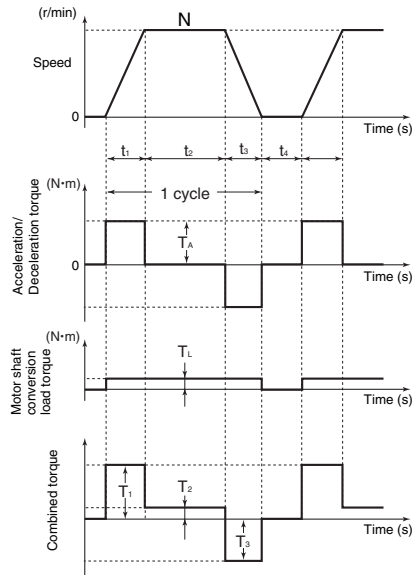 (r/min)
N
Speed
0
Time (s)
t1 t2 t3 t4
(N•m)
1 cycle
TA
Acceleration/
Deceleration torque
0
Time (s)
(N•m)
TL
Motor shaft
conversion
load torque
Time (s)
T1
T2
T3
Combined torque
Time (s)